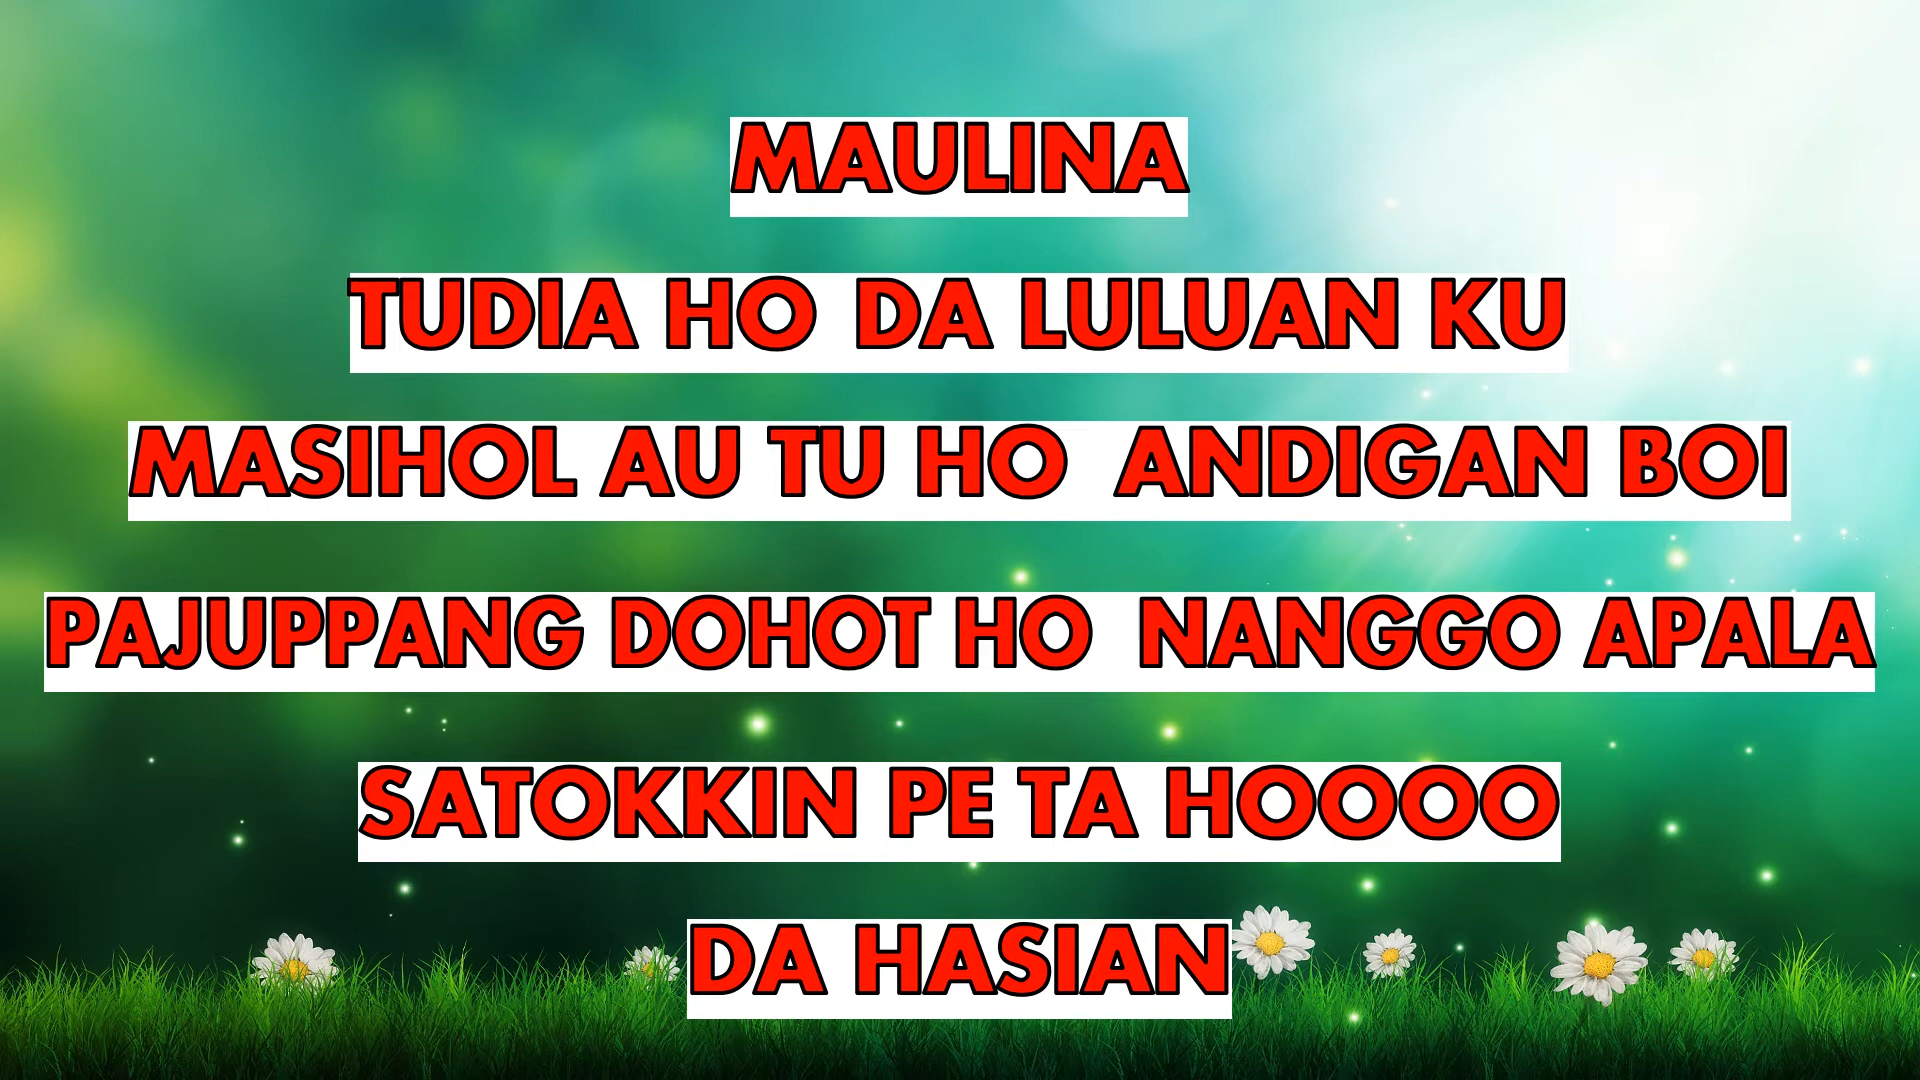 MAULINA
TUDIA HO DA LULUAN KU
MASIHOL AU TU HO ANDIGAN BOI
PAJUPPANG DOHOT HO NANGGO APALA
SATOKKIN PE TA HOOOO
DA HASIAN